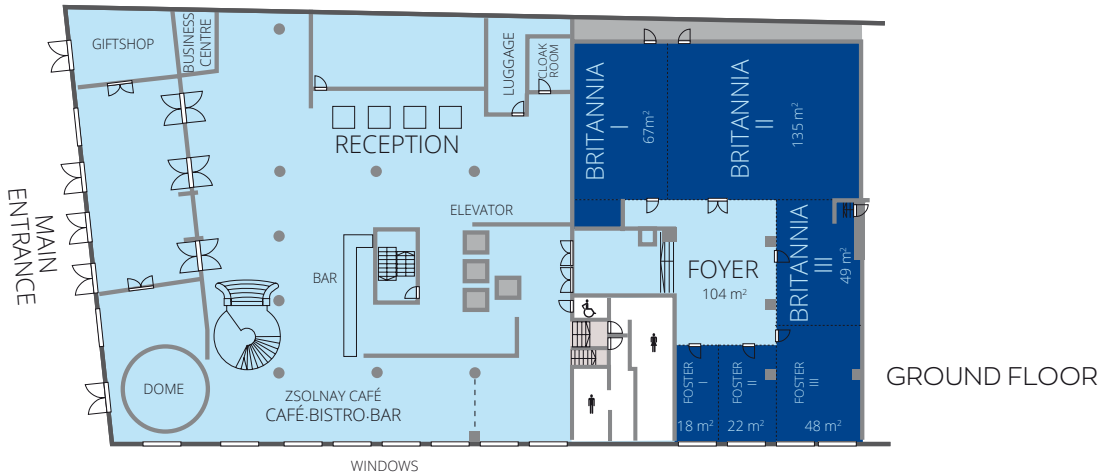 GIFTSHOP
BUSINESS
CENTRE
LUGGAGE
CLOAK
ROOM
BRITANNIA
I
67m²
BRITANNIA
II
135 m²
RECEPTION
MAIN
ENTRANCE
ELEVATOR
BAR
FOYER
104 m²
BRITANNIA
III
49 m²
DOME
ZSOLNAY CAFÉ
CAFÉ·BISTRO·BAR
FOSTER
I
18 m²
FOSTER
II
22 m²
FOSTER
III
48 m²
GROUND FLOOR
WINDOWS